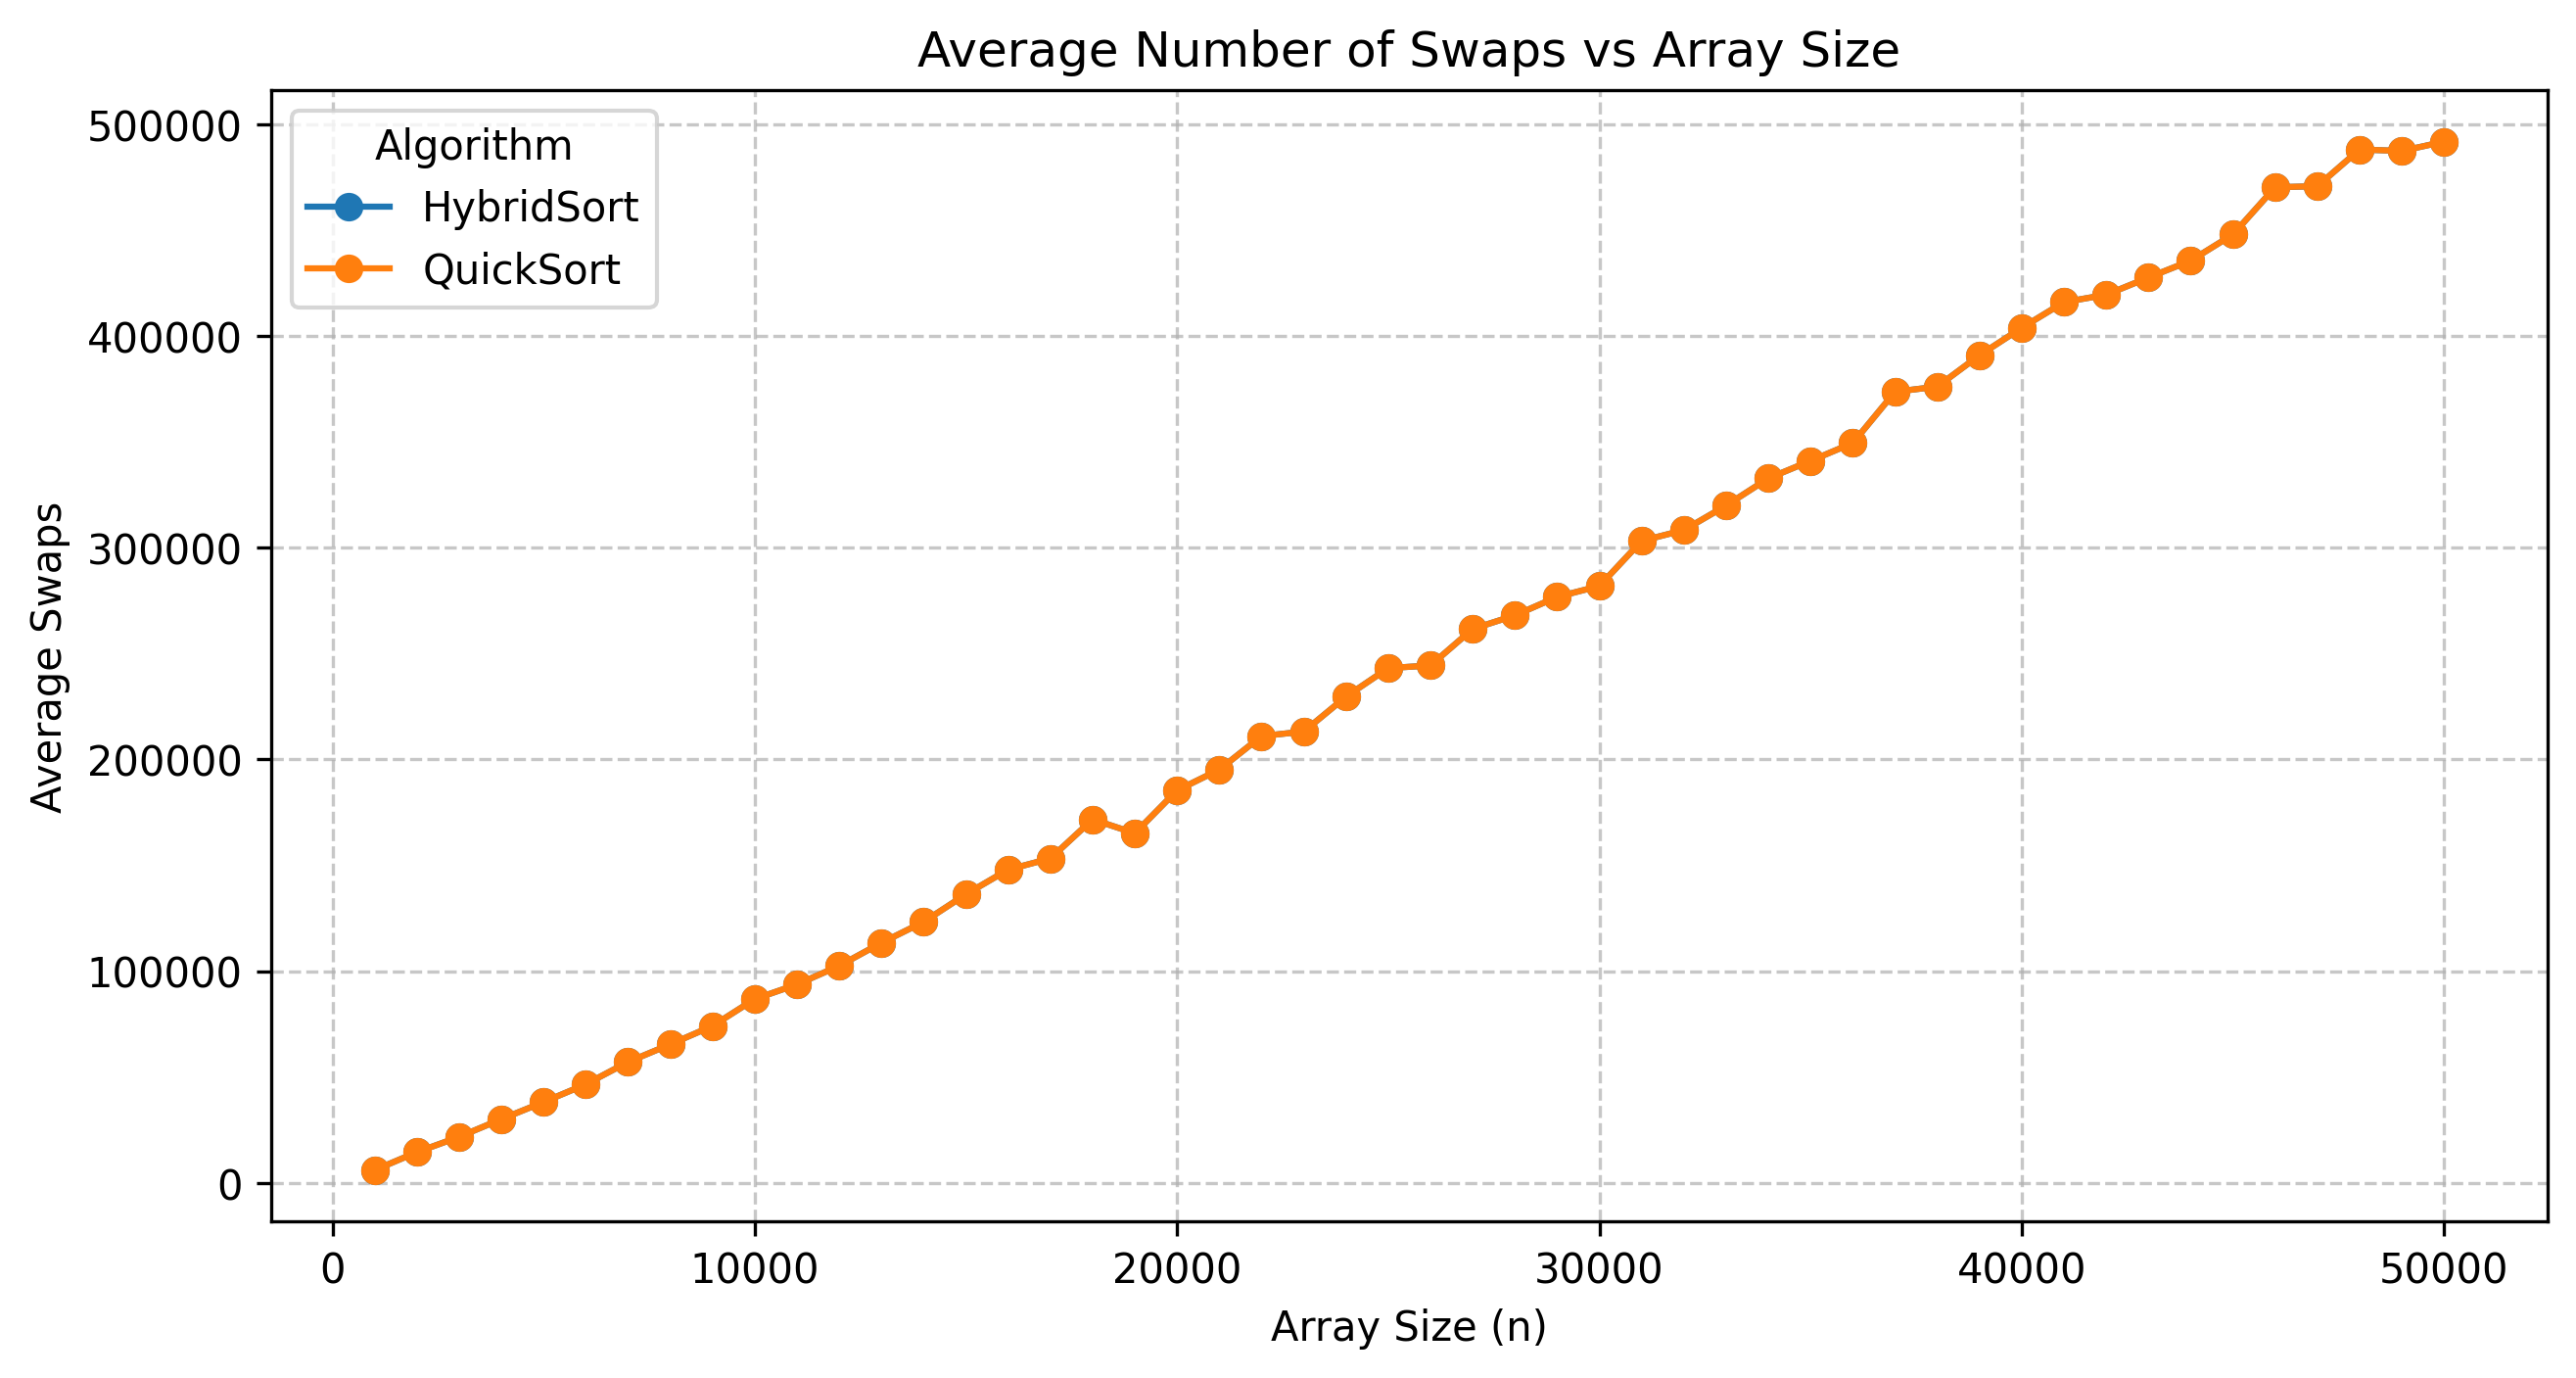 Average Number of Swaps vs Array Size
Algorithm
HybridSort
QuickSort
Average Swaps
500000
400000
300000
200000
100000
0
0
10000
20000
30000
40000
50000
Array Size (n)